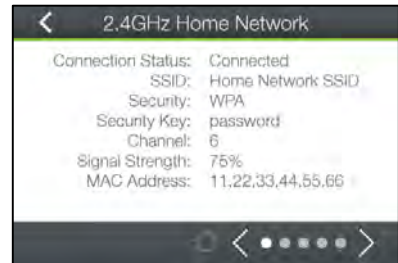 2.4GHz Home Network
Connection Status: Connected
SSID: Home Network SSID
Security: WPA
Security Key: password
Channel: 6
Signal Strength: 75%
MAC Address: 11,22,33,44,55,66